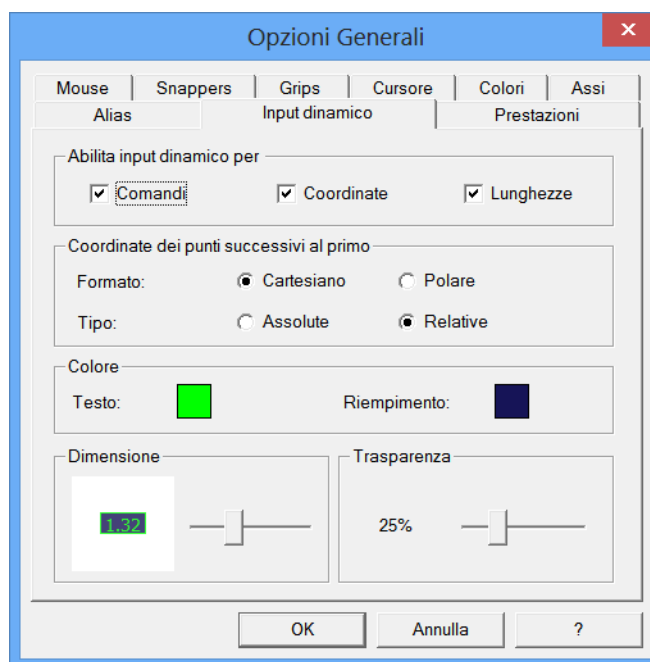 Opzioni Generali
Mouse Snappers Grips Cursore Colori Assi
Alias Input dinamico Prestazioni
Abilita input dinamico per
Comandi Coordinate Lunghezze
Coordinate dei punti successivi al primo
Formato: Cartesiano Polare
Tipo: Assolute Relative
Colore
Testo: Riempimento:
Dimensione Trasparenza
1.32 25%
OK Annulla ?